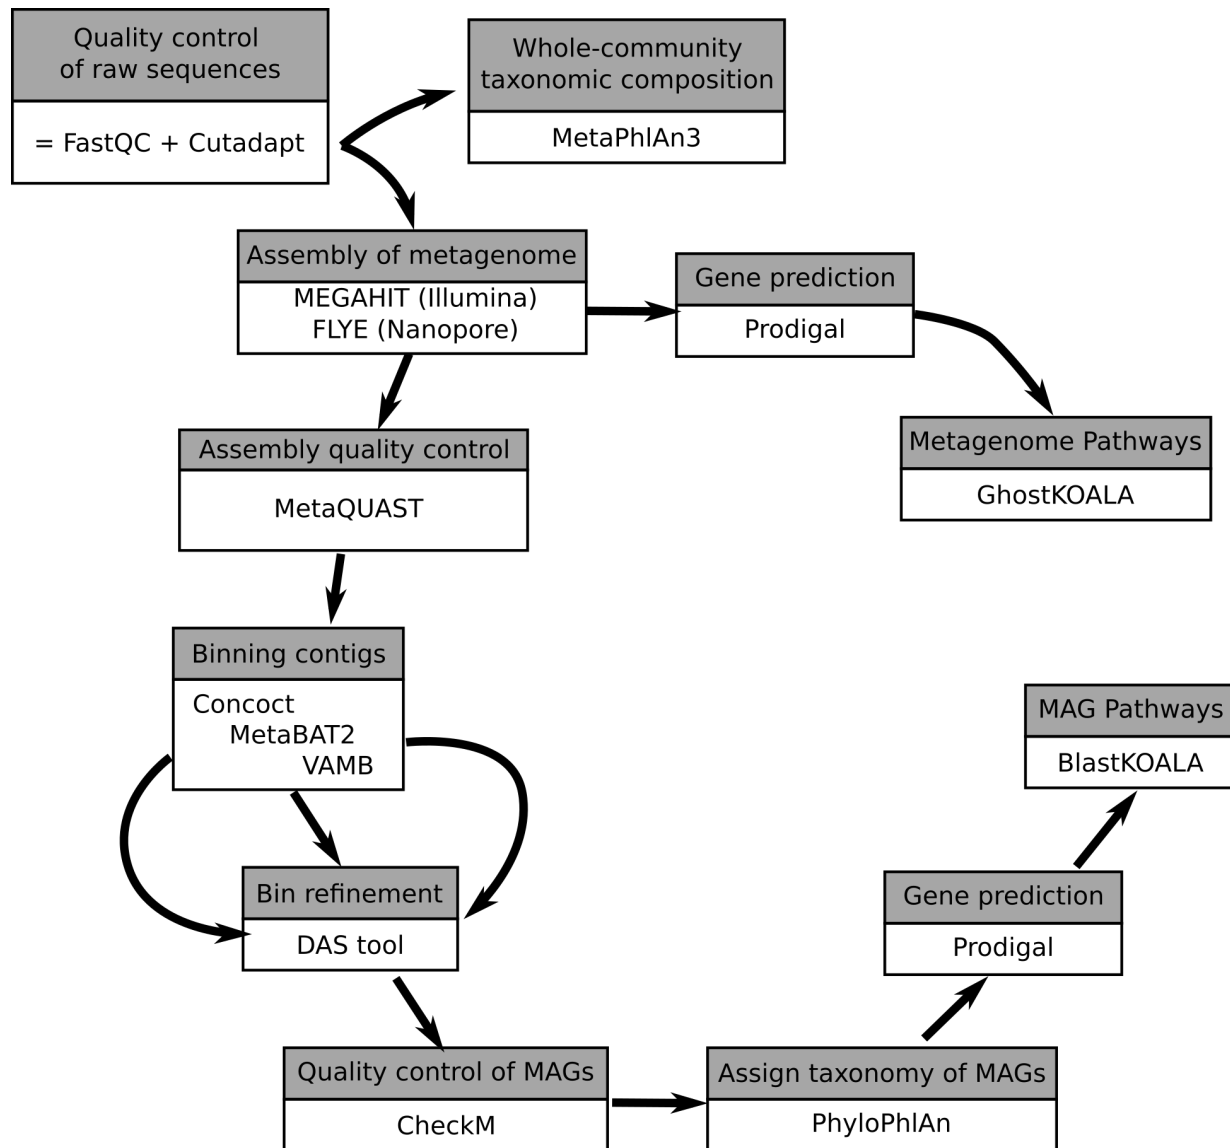 Quality control
of raw sequences
= FastQC + Cutadapt
Whole-community
taxonomic composition
MetaPhlAn3
Assembly of metagenome
MEGAHIT (Illumina)
FLYE (Nanopore)
Gene prediction
Prodigal
Metagenome Pathways
GhostKOALA
Assembly quality control
MetaQUAST
Binning contigs
Concoct
MetaBAT2
VAMB
Bin refinement
DAS tool
Quality control of MAGs
CheckM
Assign taxonomy of MAGs
PhyloPhlAn
Gene prediction
Prodigal
MAG Pathways
BlastKOALA